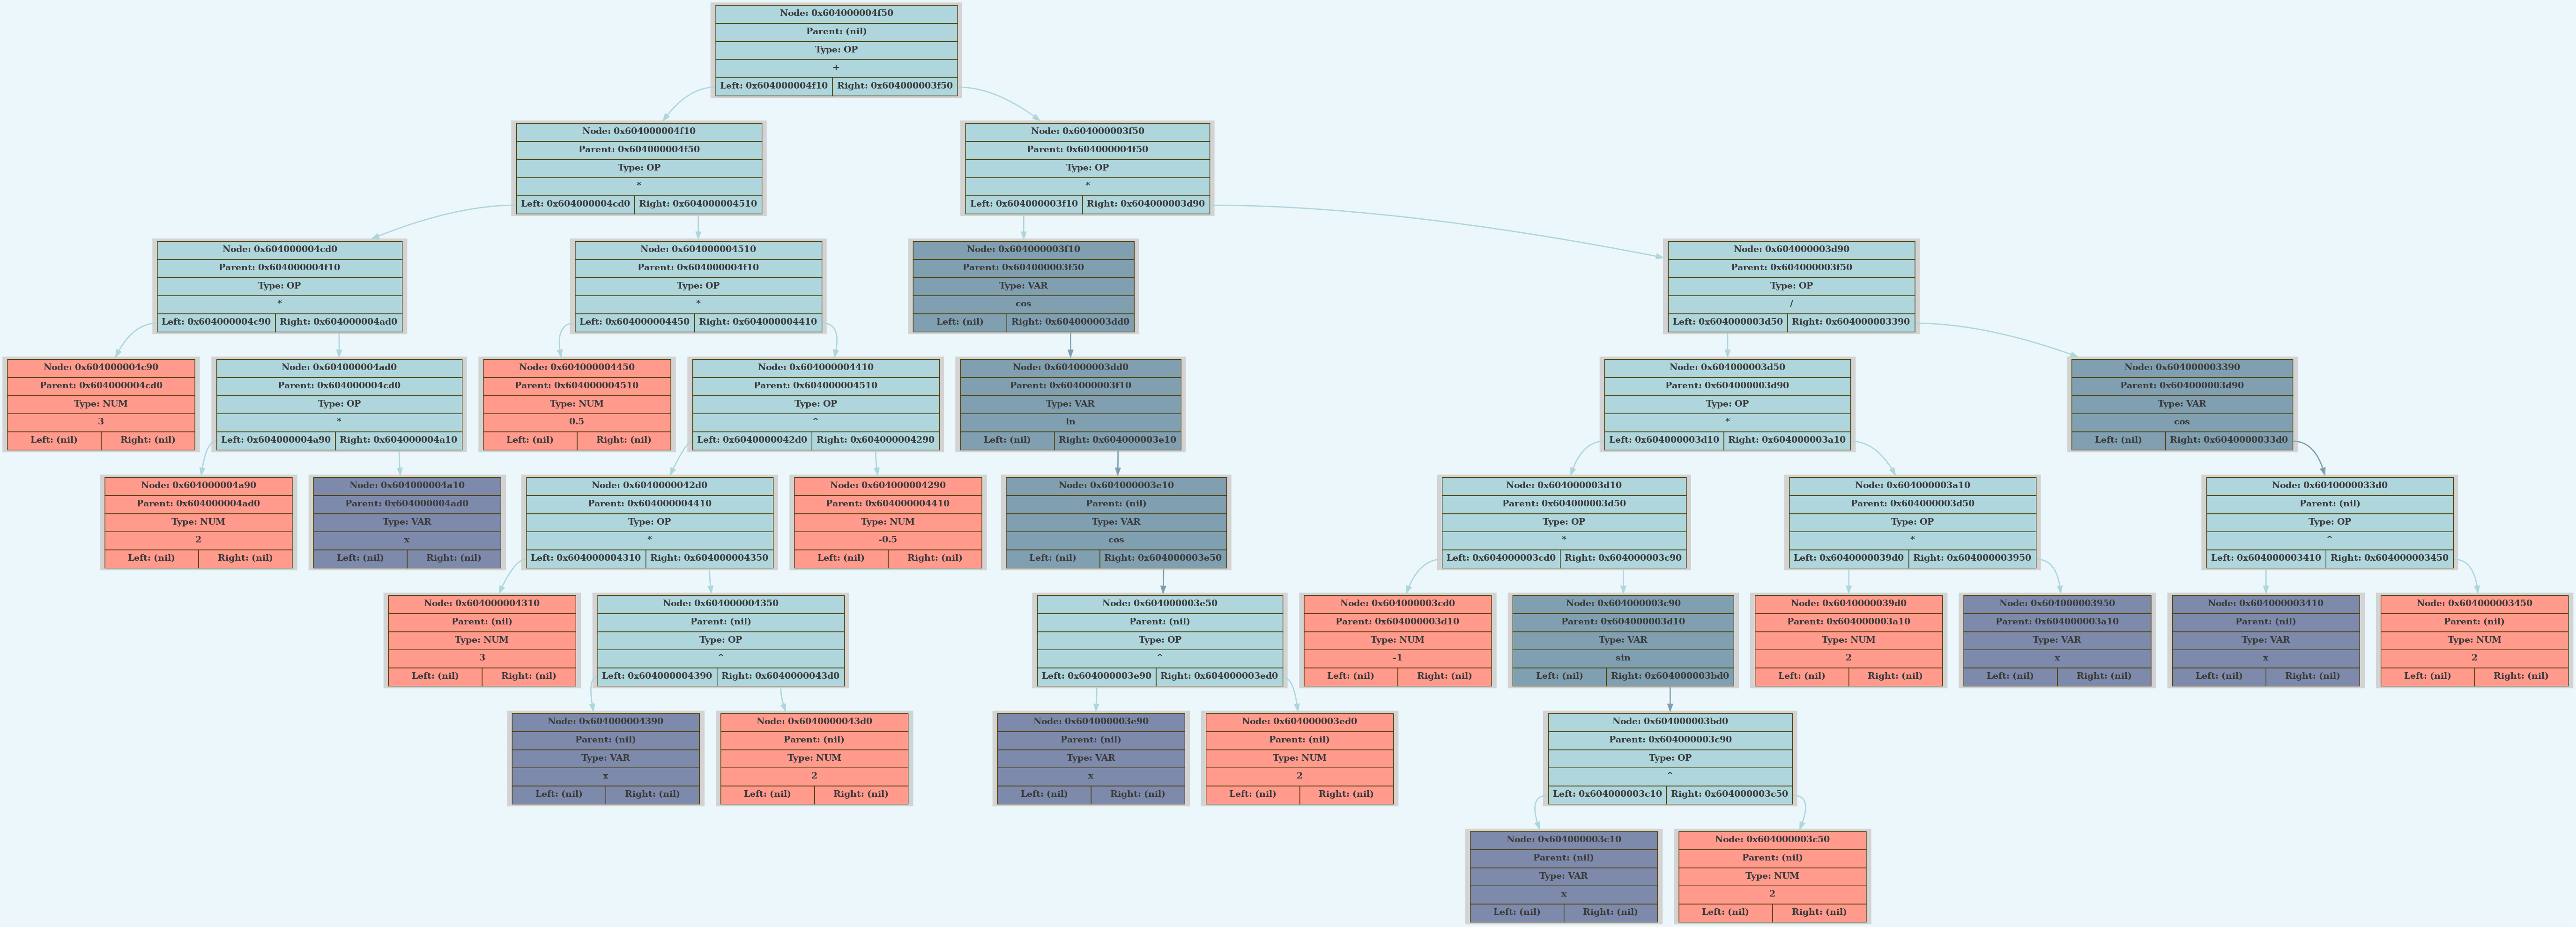 Node: 0x604000004f50
Parent: (nil)
Type: OP
+
Left: 0x604000004f10 Right: 0x604000003f50
Node: 0x604000004f10
Parent: 0x604000004f50
Type: OP
*
Left: 0x604000004cd0 Right: 0x604000004510
Node: 0x604000003f50
Parent: 0x604000004f50
Type: OP
*
Left: 0x604000003f10 Right: 0x604000003d90
Node: 0x604000004cd0
Parent: 0x604000004f10
Type: OP
*
Left: 0x604000004c90 Right: 0x604000004ad0
Node: 0x604000004510
Parent: 0x604000004f10
Type: OP
*
Left: 0x604000004450 Right: 0x604000004410
Node: 0x604000003f10
Parent: 0x604000003f50
Type: VAR
cos
Left: (nil) Right: 0x604000003dd0
Node: 0x604000003d90
Parent: 0x604000003f50
Type: OP
/
Left: 0x604000003d50 Right: 0x604000003390
Node: 0x604000004c90
Parent: 0x604000004cd0
Type: NUM
3
Left: (nil) Right: (nil)
Node: 0x604000004ad0
Parent: 0x604000004cd0
Type: OP
*
Left: 0x604000004a90 Right: 0x604000004a10
Node: 0x604000004450
Parent: 0x604000004510
Type: NUM
0.5
Left: (nil) Right: (nil)
Node: 0x604000004410
Parent: 0x604000004510
Type: OP
^
Left: 0x6040000042d0 Right: 0x604000004290
Node: 0x604000003dd0
Parent: 0x604000003f10
Type: VAR
ln
Left: (nil) Right: 0x604000003e10
Node: 0x604000003d50
Parent: 0x604000003d90
Type: OP
*
Left: 0x604000003d10 Right: 0x604000003a10
Node: 0x604000003390
Parent: 0x604000003d90
Type: VAR
cos
Left: (nil) Right: 0x6040000033d0
Node: 0x604000004a90
Parent: 0x604000004ad0
Type: NUM
2
Left: (nil) Right: (nil)
Node: 0x604000004a10
Parent: 0x604000004ad0
Type: VAR
x
Left: (nil) Right: (nil)
Node: 0x6040000042d0
Parent: 0x604000004410
Type: OP
*
Left: 0x604000004310 Right: 0x604000004350
Node: 0x604000004290
Parent: 0x604000004410
Type: NUM
-0.5
Left: (nil) Right: (nil)
Node: 0x604000003e10
Parent: (nil)
Type: VAR
cos
Left: (nil) Right: 0x604000003e50
Node: 0x604000003d10
Parent: 0x604000003d50
Type: OP
*
Left: 0x604000003cd0 Right: 0x604000003c90
Node: 0x604000003a10
Parent: 0x604000003d50
Type: OP
*
Left: 0x6040000039d0 Right: 0x604000003950
Node: 0x6040000033d0
Parent: (nil)
Type: OP
^
Left: 0x604000003410 Right: 0x604000003450
Node: 0x604000004310
Parent: (nil)
Type: NUM
3
Left: (nil) Right: (nil)
Node: 0x604000004350
Parent: (nil)
Type: OP
^
Left: 0x604000004390 Right: 0x6040000043d0
Node: 0x604000003e50
Parent: (nil)
Type: OP
^
Left: 0x604000003e90 Right: 0x604000003ed0
Node: 0x604000003cd0
Parent: 0x604000003d10
Type: NUM
-1
Left: (nil) Right: (nil)
Node: 0x604000003c90
Parent: 0x604000003d10
Type: VAR
sin
Left: (nil) Right: 0x604000003bd0
Node: 0x6040000039d0
Parent: 0x604000003a10
Type: NUM
2
Left: (nil) Right: (nil)
Node: 0x604000003950
Parent: 0x604000003a10
Type: VAR
x
Left: (nil) Right: (nil)
Node: 0x604000003410
Parent: (nil)
Type: VAR
x
Left: (nil) Right: (nil)
Node: 0x604000003450
Parent: (nil)
Type: NUM
2
Left: (nil) Right: (nil)
Node: 0x604000004390
Parent: (nil)
Type: VAR
x
Left: (nil) Right: (nil)
Node: 0x6040000043d0
Parent: (nil)
Type: NUM
2
Left: (nil) Right: (nil)
Node: 0x604000003e90
Parent: (nil)
Type: VAR
x
Left: (nil) Right: (nil)
Node: 0x604000003ed0
Parent: (nil)
Type: NUM
2
Left: (nil) Right: (nil)
Node: 0x604000003bd0
Parent: 0x604000003c90
Type: OP
^
Left: 0x604000003c10 Right: 0x604000003c50
Node: 0x604000003c10
Parent: (nil)
Type: VAR
x
Left: (nil) Right: (nil)
Node: 0x604000003c50
Parent: (nil)
Type: NUM
2
Left: (nil) Right: (nil)